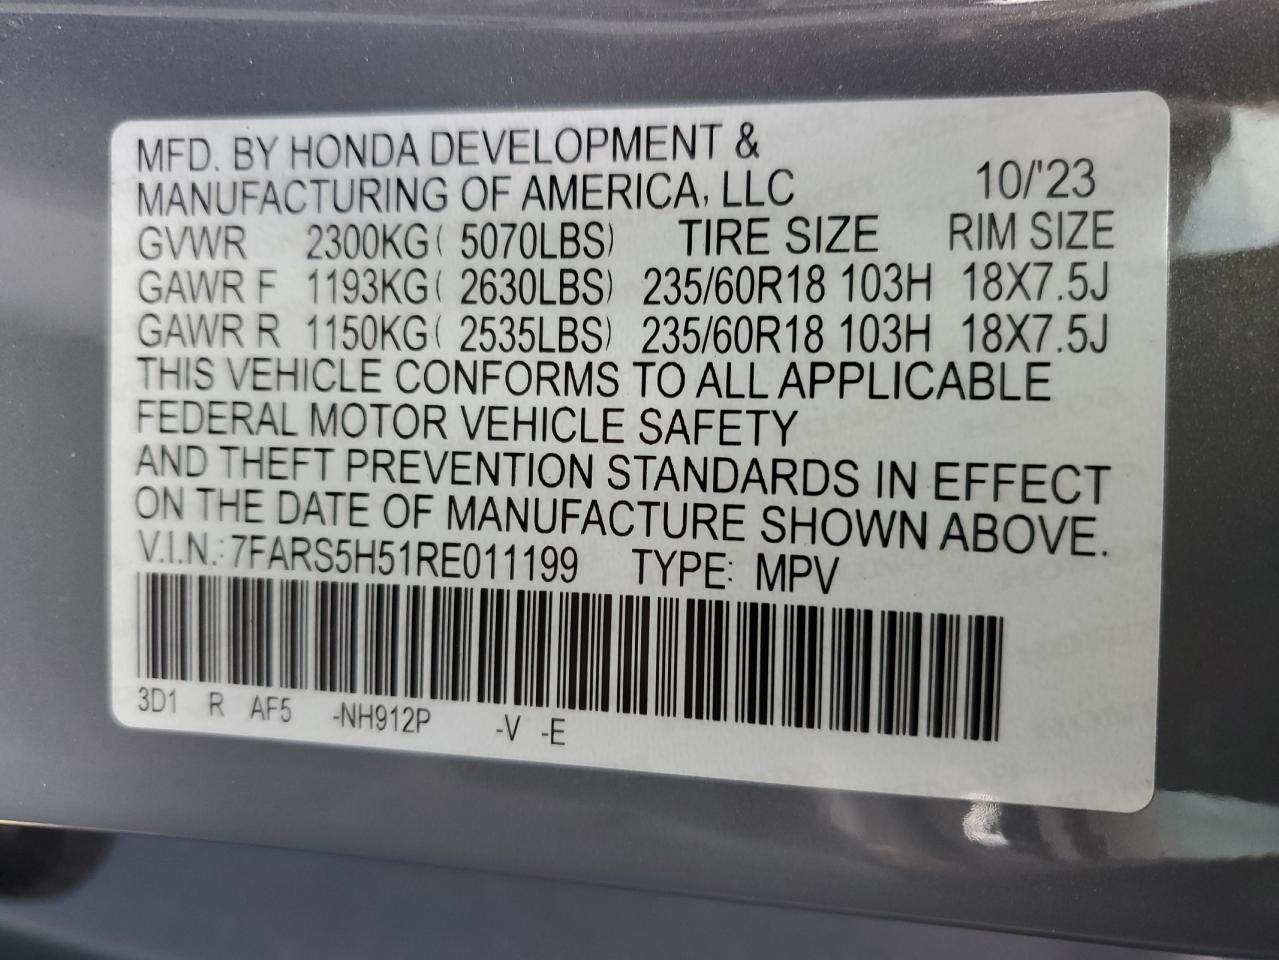 MFD. BY HONDA DEVELOPMENT &
MANUFACTURING OF AMERICA, LLC 10/'23
GVWR 2300KG( 5070LBS) TIRE SIZE RIM SIZE
GAWR F 1193KG( 2630LBS) 235/60R18 103H 18X7.5J
GAWR R 1150KG( 2535LBS) 235/60R18 103H 18X7.5J
THIS VEHICLE CONFORMS TO ALL APPLICABLE
FEDERAL MOTOR VEHICLE SAFETY
AND THEFT PREVENTION STANDARDS IN EFFECT
ON THE DATE OF MANUFACTURE SHOWN ABOVE.
V.I.N.: 7FARS5H51RE011199 TYPE: MPV
3D1 R AF5 -NH912P -V -E